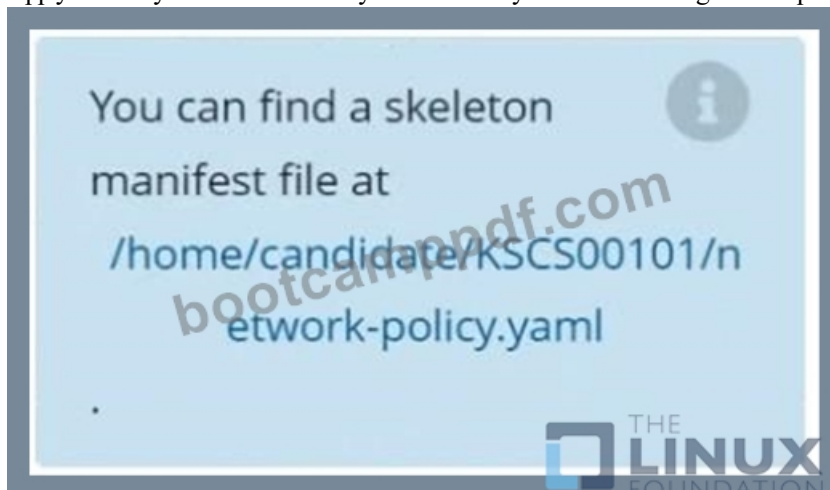 You can find a skeleton
manifest file at
/home/candidate/KSCS00101/n
etwork-policy.yaml
.
bootcamppdf.com
THE
LINUX
FOUNDATION